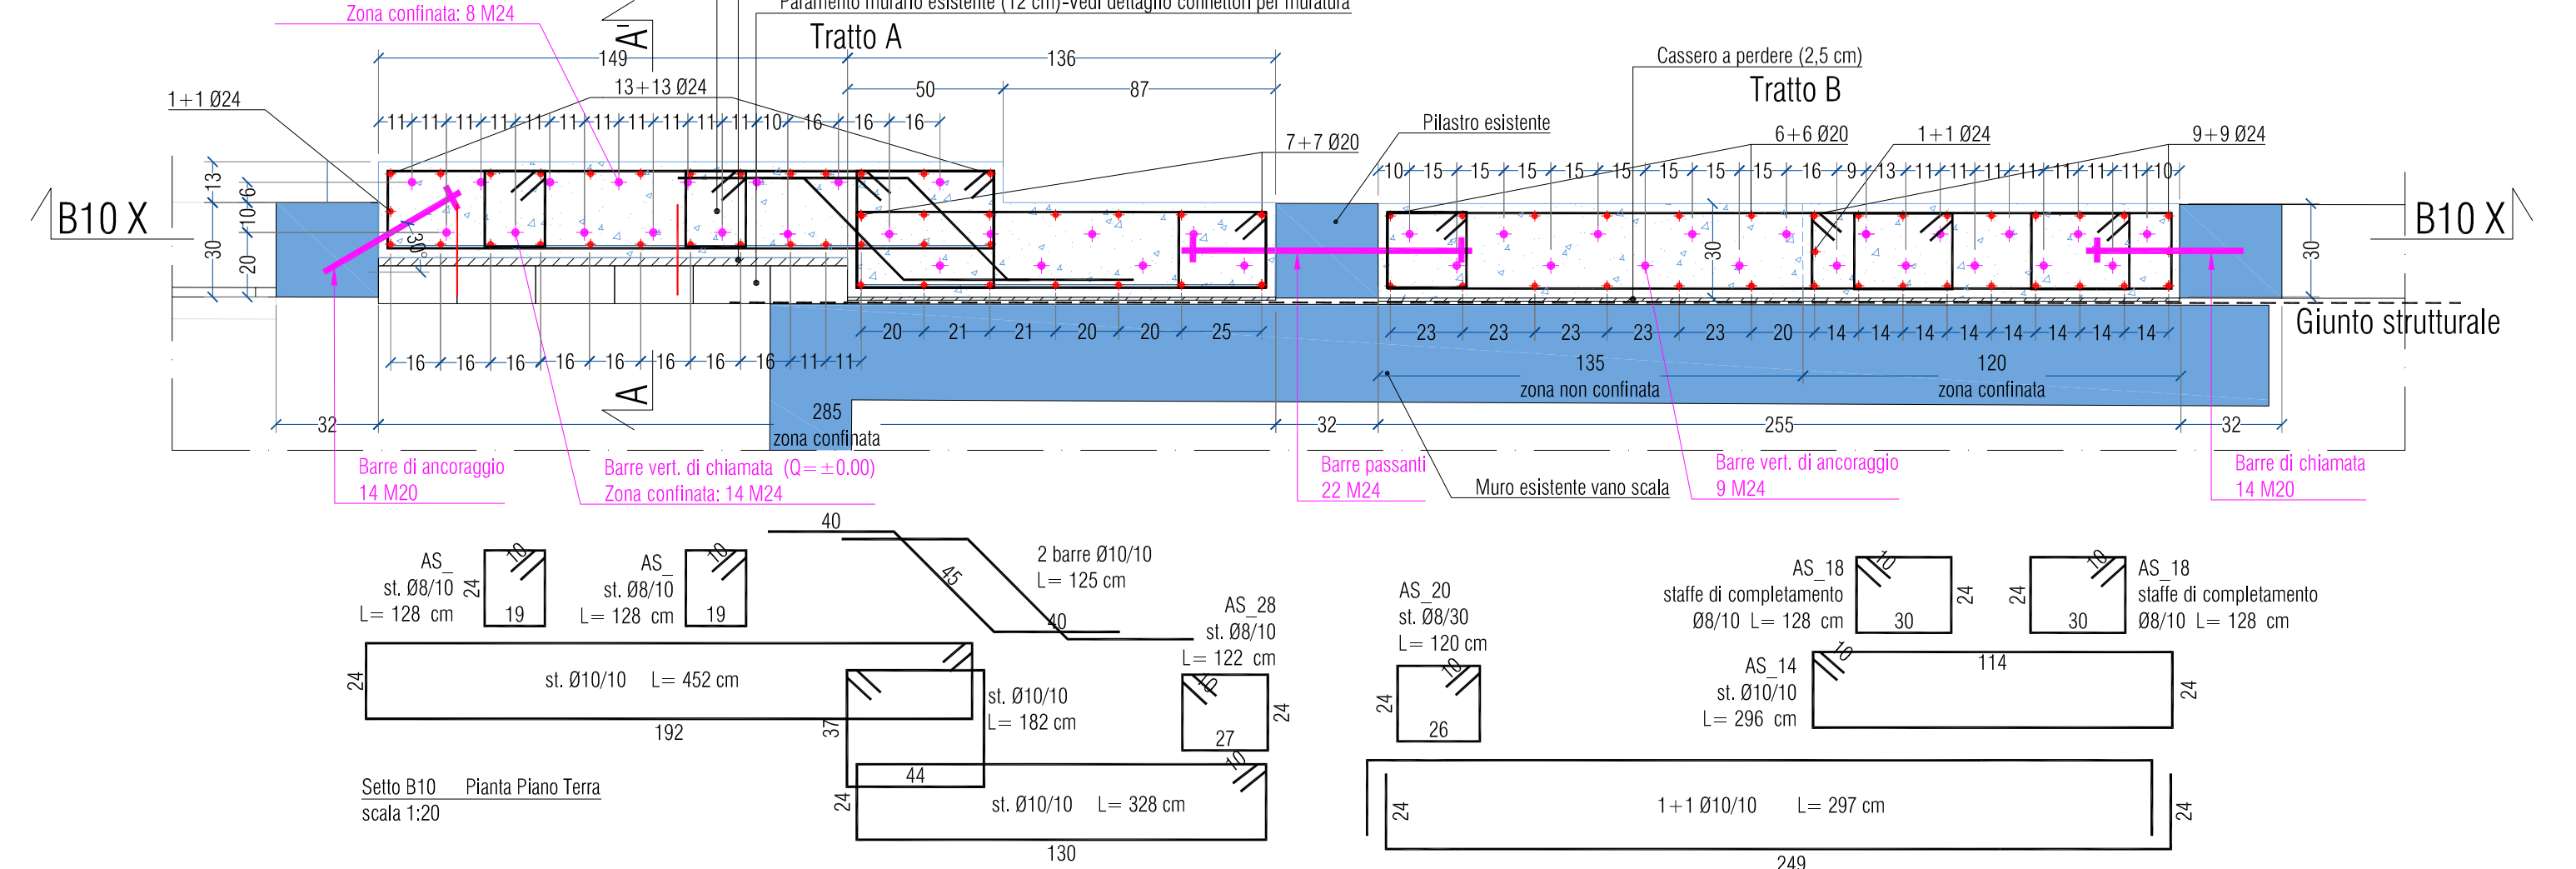 Zona confinata: 8 M24
Paramento murario esistente (12 cm)-vedi dettaglio connettori per muratura
A'
Tratto A
149
136
Cassero a perdere (2,5 cm)
Tratto B
1+1 Ø24
13+13 Ø24
50
87
11 11 11 11 11 11 11 11 11 11 11 10 16 16 16
7+7 Ø20
Pilastro esistente
6+6 Ø20
1+1 Ø24
9+9 Ø24
10 15 15 15 15 15 15 15 15 16 9 13 11 11 11 11 11 11 11 10
13
30
6
10
20
30°
30
30
B10 X
B10 X
Giunto strutturale
20 21 21 20 20 25
23 23 23 23 23 20 14 14 14 14 14 14 14 14
16 16 16 16 16 16 16 16 11 11
135
zona non confinata
120
zona confinata
A
285
zona confinata
32
32
255
32
Barre di ancoraggio
14 M20
Barre vert. di chiamata (Q=±0.00)
Zona confinata: 14 M24
Barre passanti
22 M24
Muro esistente vano scala
Barre vert. di ancoraggio
9 M24
Barre di chiamata
14 M20
AS_
st. Ø8/10
L= 128 cm
24
10
19
AS_
st. Ø8/10
L= 128 cm
10
19
40
45
40
2 barre Ø10/10
L= 125 cm
AS_28
st. Ø8/10
L= 122 cm
10
24
27
AS_20
st. Ø8/30
L= 120 cm
10
24
26
AS_18
staffe di completamento
Ø8/10 L= 128 cm
10
24
30
AS_18
staffe di completamento
Ø8/10 L= 128 cm
10
24
30
24
st. Ø10/10 L= 452 cm
192
st. Ø10/10
L= 182 cm
37
44
AS_14
st. Ø10/10
L= 296 cm
10
114
24
24
st. Ø10/10 L= 328 cm
10
130
24
1+1 Ø10/10 L= 297 cm
24
249
Setto B10 Pianta Piano Terra
scala 1:20